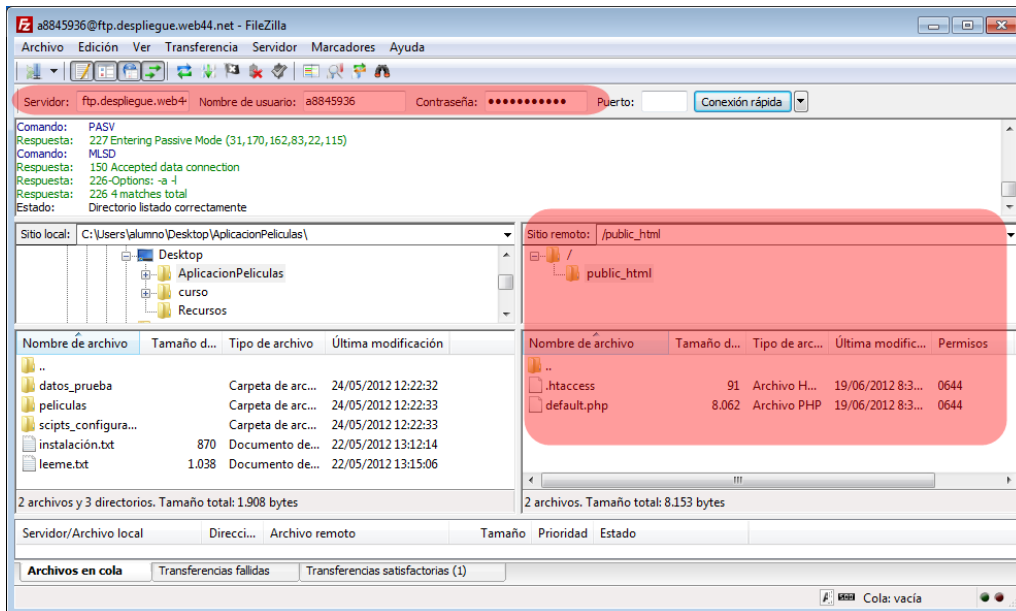 a8845936@ftp.despliegue.web44.net - FileZilla
Archivo Edición Ver Transferencia Servidor Marcadores Ayuda
Servidor: ftp.despliegue.web4 Nombre de usuario: a8845936 Contraseña: ●●●●●●●●●●● Puerto: Conexión rápida
Comando: PASV
Respuesta: 227 Entering Passive Mode (31,170,162,83,22,115)
Comando: MLSD
Respuesta: 150 Accepted data connection
Respuesta: 226-Options: -a -l
Respuesta: 226 4 matches total
Estado: Directorio listado correctamente
Sitio local: C:\Users\alumno\Desktop\AplicacionPeliculas\
Desktop
AplicacionPeliculas
curso
Recursos
Sitio remoto: /public_html
/
public_html
Nombre de archivo Tamaño d... Tipo de archivo Última modificación
..
datos_prueba Carpeta de arc... 24/05/2012 12:22:32
peliculas Carpeta de arc... 24/05/2012 12:22:33
scipts_configura... Carpeta de arc... 24/05/2012 12:22:33
instalación.txt 870 Documento de... 22/05/2012 13:12:14
leeme.txt 1.038 Documento de... 22/05/2012 13:15:06
2 archivos y 3 directorios. Tamaño total: 1.908 bytes
Nombre de archivo Tamaño d... Tipo de arc... Última modific... Permisos
..
.htaccess 91 Archivo H... 19/06/2012 8:3... 0644
default.php 8.062 Archivo PHP 19/06/2012 8:3... 0644
2 archivos. Tamaño total: 8.153 bytes
Servidor/Archivo local Direcci... Archivo remoto Tamaño Prioridad Estado
Archivos en cola Transferencias fallidas Transferencias satisfactorias (1)
Cola: vacía